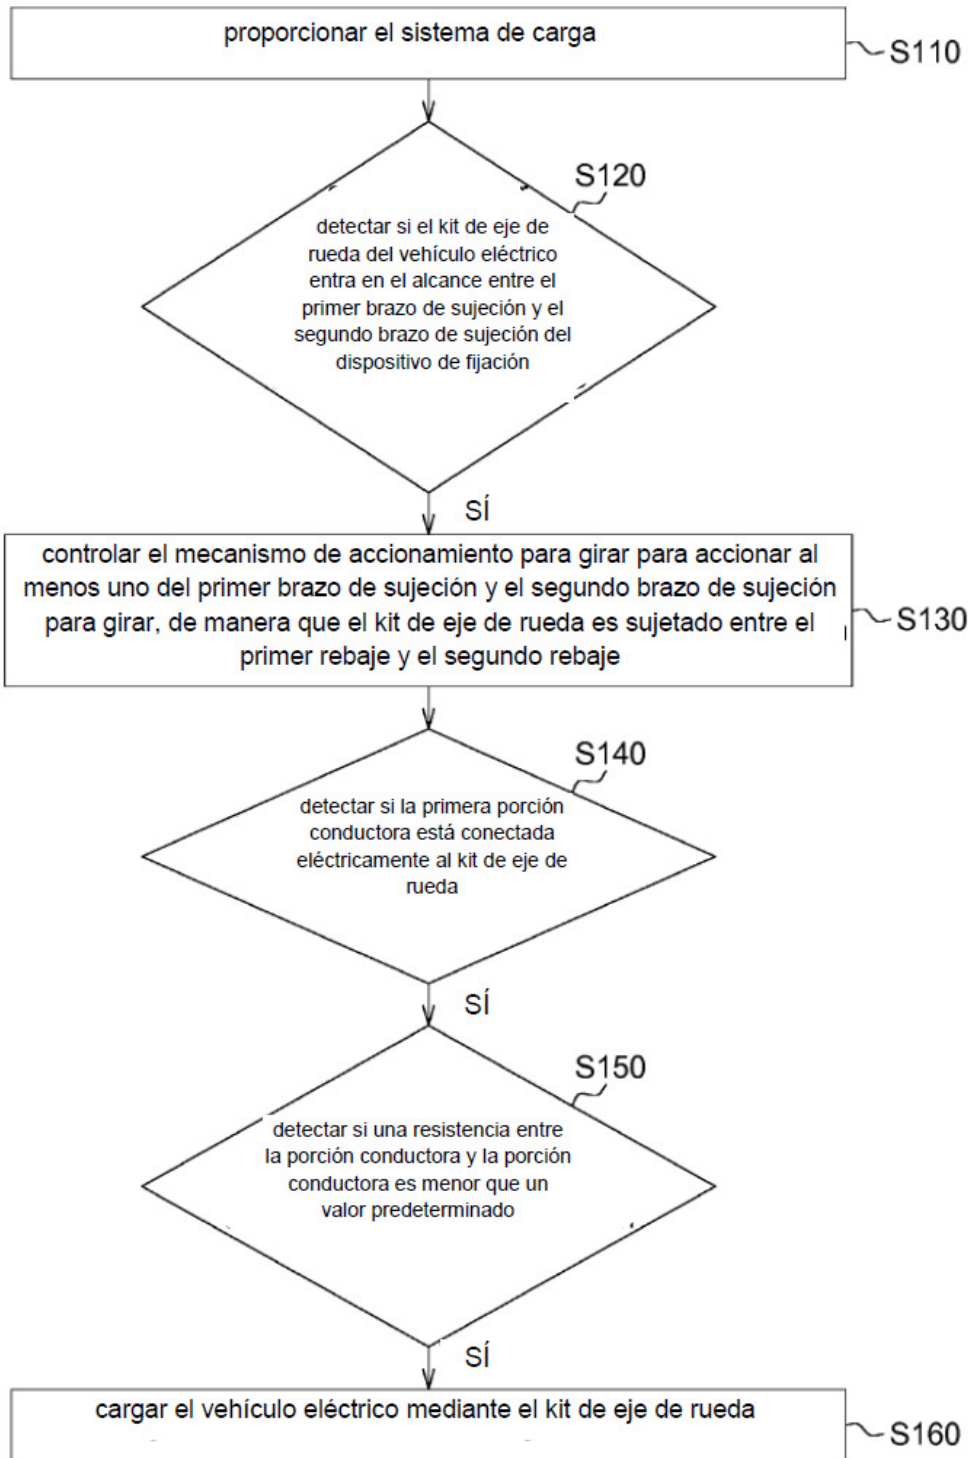 proporcionar el sistema de carga
S110
S120
detectar si el kit de eje de
rueda del vehículo eléctrico
entra en el alcance entre el
primer brazo de sujeción y el
segundo brazo de sujeción del
dispositivo de fijación
SÍ
controlar el mecanismo de accionamiento para girar para accionar al
menos uno del primer brazo de sujeción y el segundo brazo de sujeción
para girar, de manera que el kit de eje de rueda es sujetado entre el
primer rebaje y el segundo rebaje
S130
S140
detectar si la primera porción
conductora está conectada
eléctricamente al kit de eje de
rueda
SÍ
S150
detectar si una resistencia entre
la porción conductora y la porción
conductora es menor que un
valor predeterminado
SÍ
cargar el vehículo eléctrico mediante el kit de eje de rueda
S160